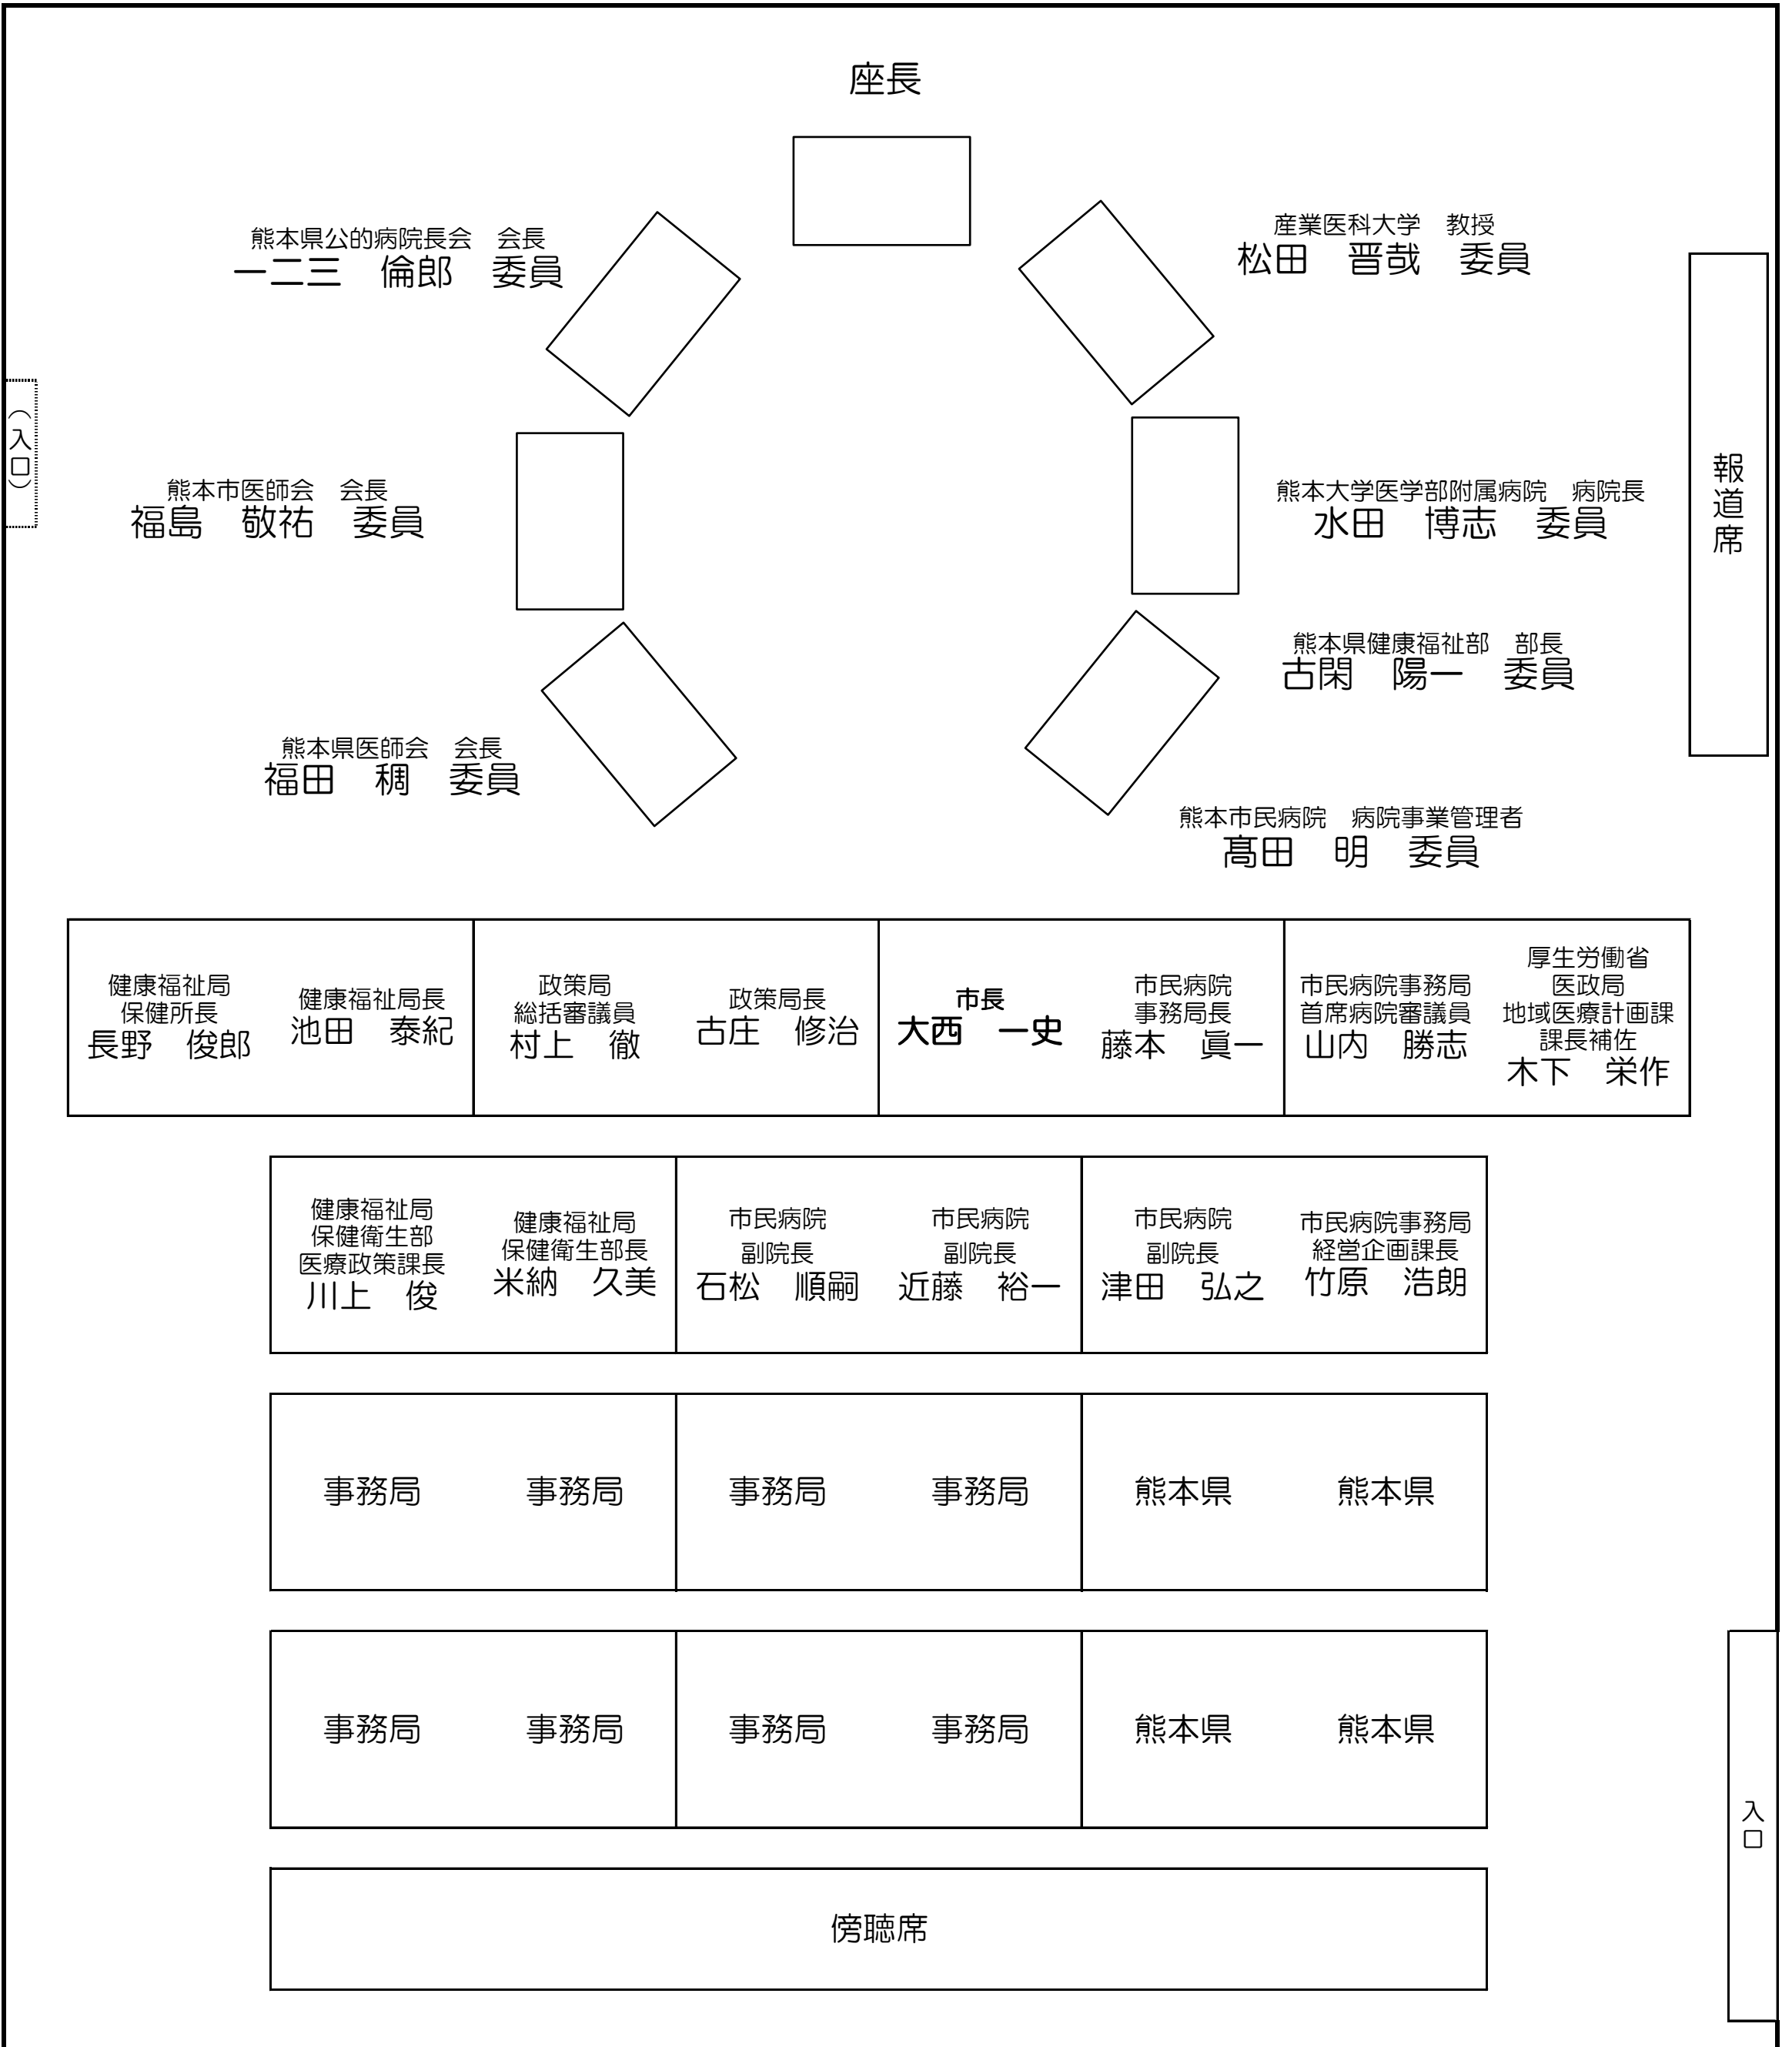 座長
熊本県公的病院長会　会長
一二三　倫郎　委員
産業医科大学　教授
松田　晋哉　委員
（入口）
報道席
熊本市医師会　会長
福島　敬祐　委員
熊本大学医学部附属病院　病院長
水田　博志　委員
熊本県健康福祉部　部長
古閑　陽一　委員
熊本県医師会　会長
福田　稠　委員
熊本市民病院　病院事業管理者
髙田　明　委員
健康福祉局
保健所長
長野　俊郎
健康福祉局長
池田　泰紀
政策局
総括審議員
村上　徹
政策局長
古庄　修治
市長
大西　一史
市民病院
事務局長
藤本　眞一
市民病院事務局
首席病院審議員
山内　勝志
厚生労働省
医政局
地域医療計画課
課長補佐
木下　栄作
健康福祉局
保健衛生部
医療政策課長
川上　俊
健康福祉局
保健衛生部長
米納　久美
市民病院
副院長
石松　順嗣
市民病院
副院長
近藤　裕一
市民病院
副院長
津田　弘之
市民病院事務局
経営企画課長
竹原　浩朗
事務局
事務局
事務局
事務局
熊本県
熊本県
事務局
事務局
事務局
事務局
熊本県
熊本県
入口
傍聴席